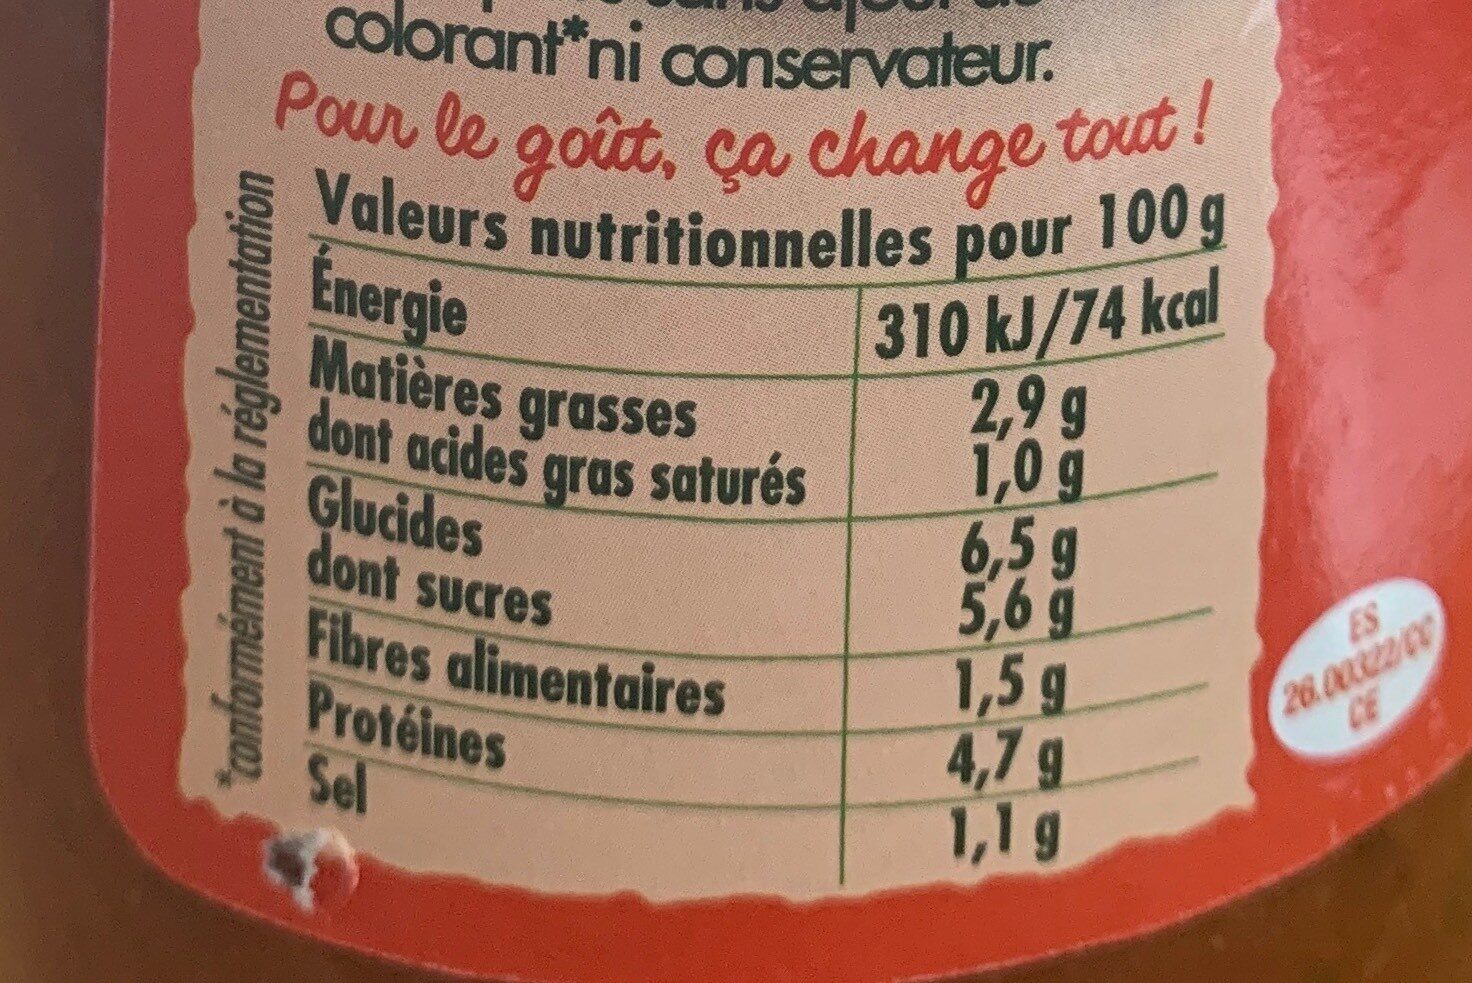 colorant* ni conservateur.
Pour le goût, ça change tout !
Valeurs nutritionnelles pour 100 g
Énergie 310 kJ/74 kcal
Matières grasses 2,9 g
dont acides gras saturés 1,0 g
Glucides 6,5 g
dont sucres 5,6 g
Fibres alimentaires 1,5 g
Protéines 4,7 g
Sel 1,1 g
*conformément à la réglementation
ES
CE